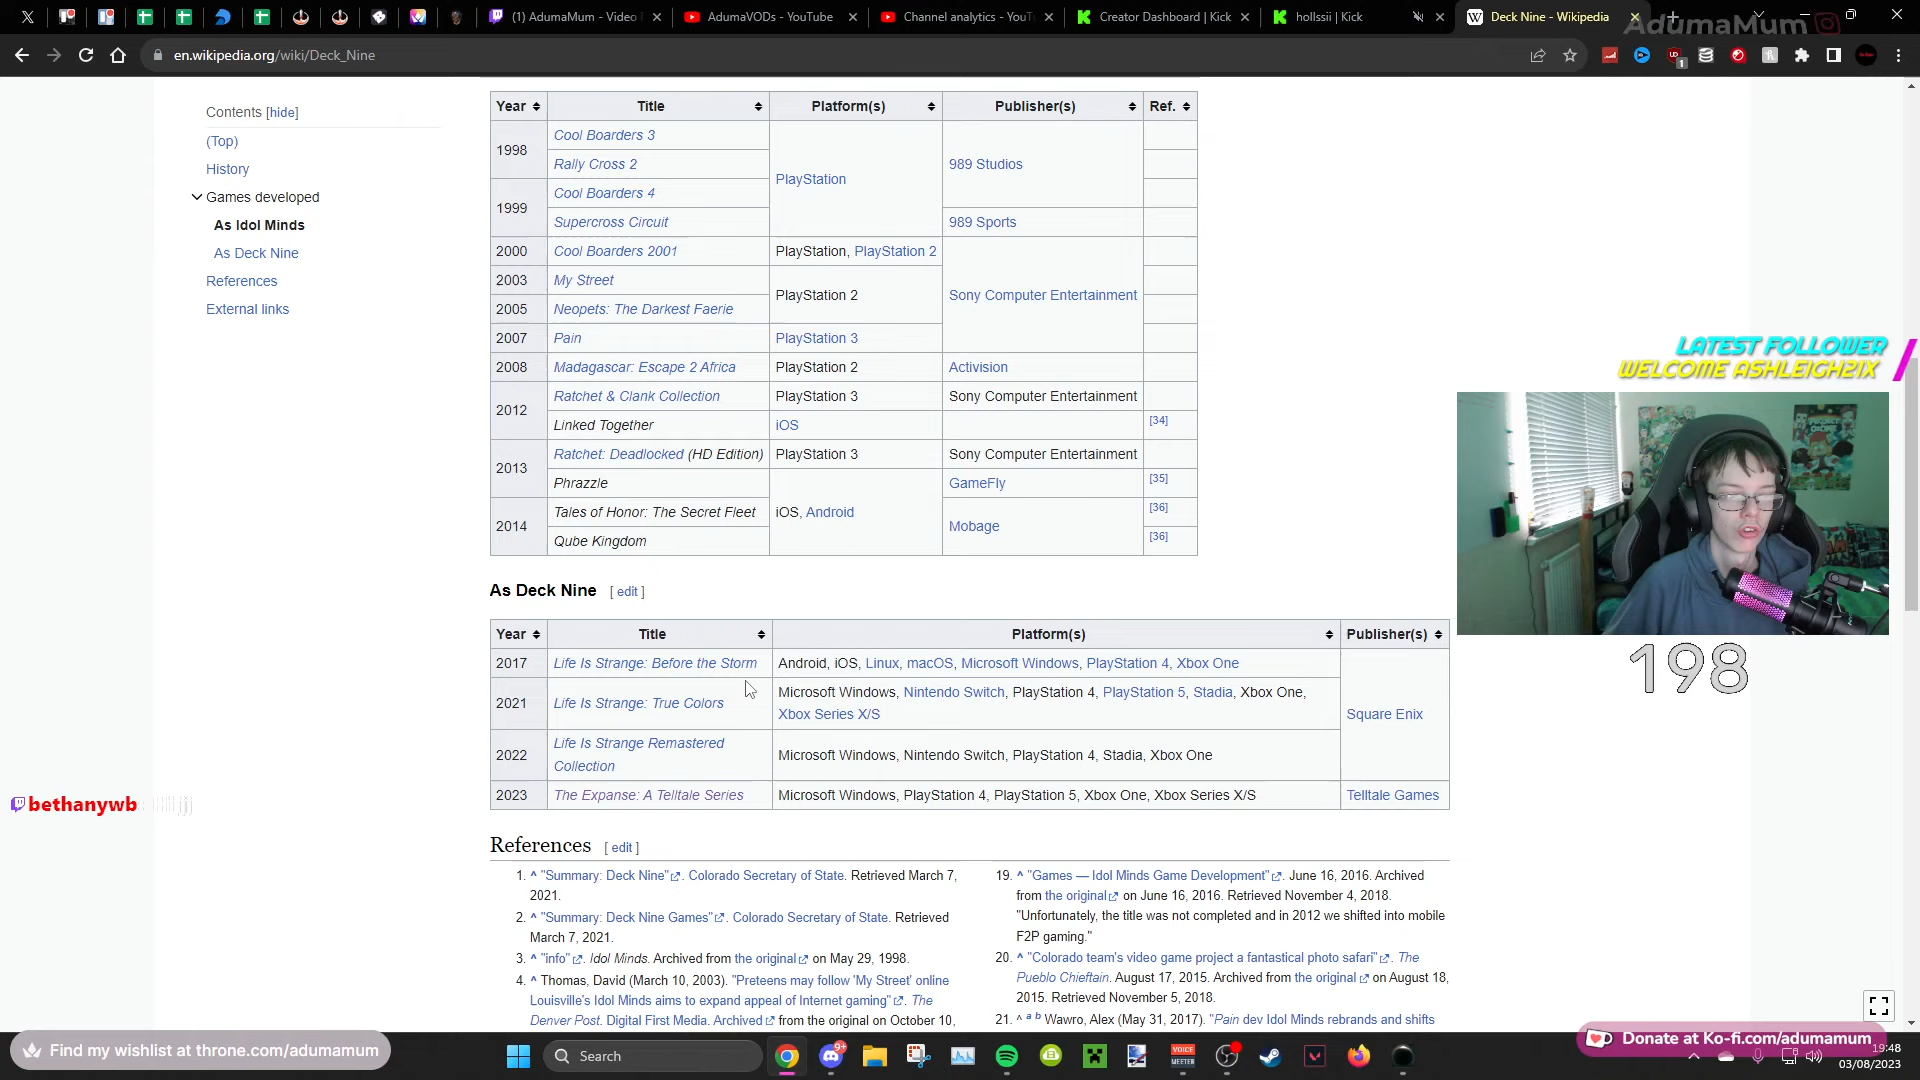 (1) AdumaMum - Video
AdumaVODs - YouTube
Channel analytics - YouT
Creator Dashboard | Kick
hollssii | Kick
Deck Nine - Wikipedia
AdumaMum
en.wikipedia.org/wiki/Deck_Nine
1
Contents [hide]
(Top)
History
Games developed
As Idol Minds
As Deck Nine
References
External links
Year Title Platform(s) Publisher(s) Ref.
1998 Cool Boarders 3 PlayStation 989 Studios
Rally Cross 2
1999 Cool Boarders 4
Supercross Circuit 989 Sports
2000 Cool Boarders 2001 PlayStation, PlayStation 2 Sony Computer Entertainment
2003 My Street PlayStation 2
2005 Neopets: The Darkest Faerie
2007 Pain PlayStation 3
2008 Madagascar: Escape 2 Africa PlayStation 2 Activision
2012 Ratchet & Clank Collection PlayStation 3 Sony Computer Entertainment
Linked Together iOS [34]
2013 Ratchet: Deadlocked (HD Edition) PlayStation 3 Sony Computer Entertainment
Phrazzle iOS, Android GameFly [35]
2014 Tales of Honor: The Secret Fleet Mobage [36]
Qube Kingdom [36]
As Deck Nine [ edit ]
Year Title Platform(s) Publisher(s)
2017 Life Is Strange: Before the Storm Android, iOS, Linux, macOS, Microsoft Windows, PlayStation 4, Xbox One Square Enix
2021 Life Is Strange: True Colors Microsoft Windows, Nintendo Switch, PlayStation 4, PlayStation 5, Stadia, Xbox One,
Xbox Series X/S
2022 Life Is Strange Remastered
Collection Microsoft Windows, Nintendo Switch, PlayStation 4, Stadia, Xbox One
2023 The Expanse: A Telltale Series Microsoft Windows, PlayStation 4, PlayStation 5, Xbox One, Xbox Series X/S Telltale Games
References [ edit ]
1. ^ "Summary: Deck Nine". Colorado Secretary of State. Retrieved March 7,
2021.
2. ^ "Summary: Deck Nine Games". Colorado Secretary of State. Retrieved
March 7, 2021.
3. ^ "info". Idol Minds. Archived from the original on May 29, 1998.
4. ^ Thomas, David (March 10, 2003). "Preteens may follow 'My Street' online
Louisville's Idol Minds aims to expand appeal of Internet gaming". The
Denver Post. Digital First Media. Archived from the original on October 10,
19. ^ "Games — Idol Minds Game Development". June 16, 2016. Archived
from the original on June 16, 2016. Retrieved November 4, 2018.
"Unfortunately, the title was not completed and in 2012 we shifted into mobile
F2P gaming."
20. ^ "Colorado team's video game project a fantastical photo safari". The
Pueblo Chieftain. August 17, 2015. Archived from the original on August 18,
2015. Retrieved November 5, 2018.
21. ^ a b Wawro, Alex (May 31, 2017). "Pain dev Idol Minds rebrands and shifts
LATEST FOLLOWER
WELCOME ASHLEIGH21X
198
bethanywb
Find my wishlist at throne.com/adumamum
Search
9+
VOICE
MEETER
Donate at Ko-fi.com/adumamum
19:48
03/08/2023